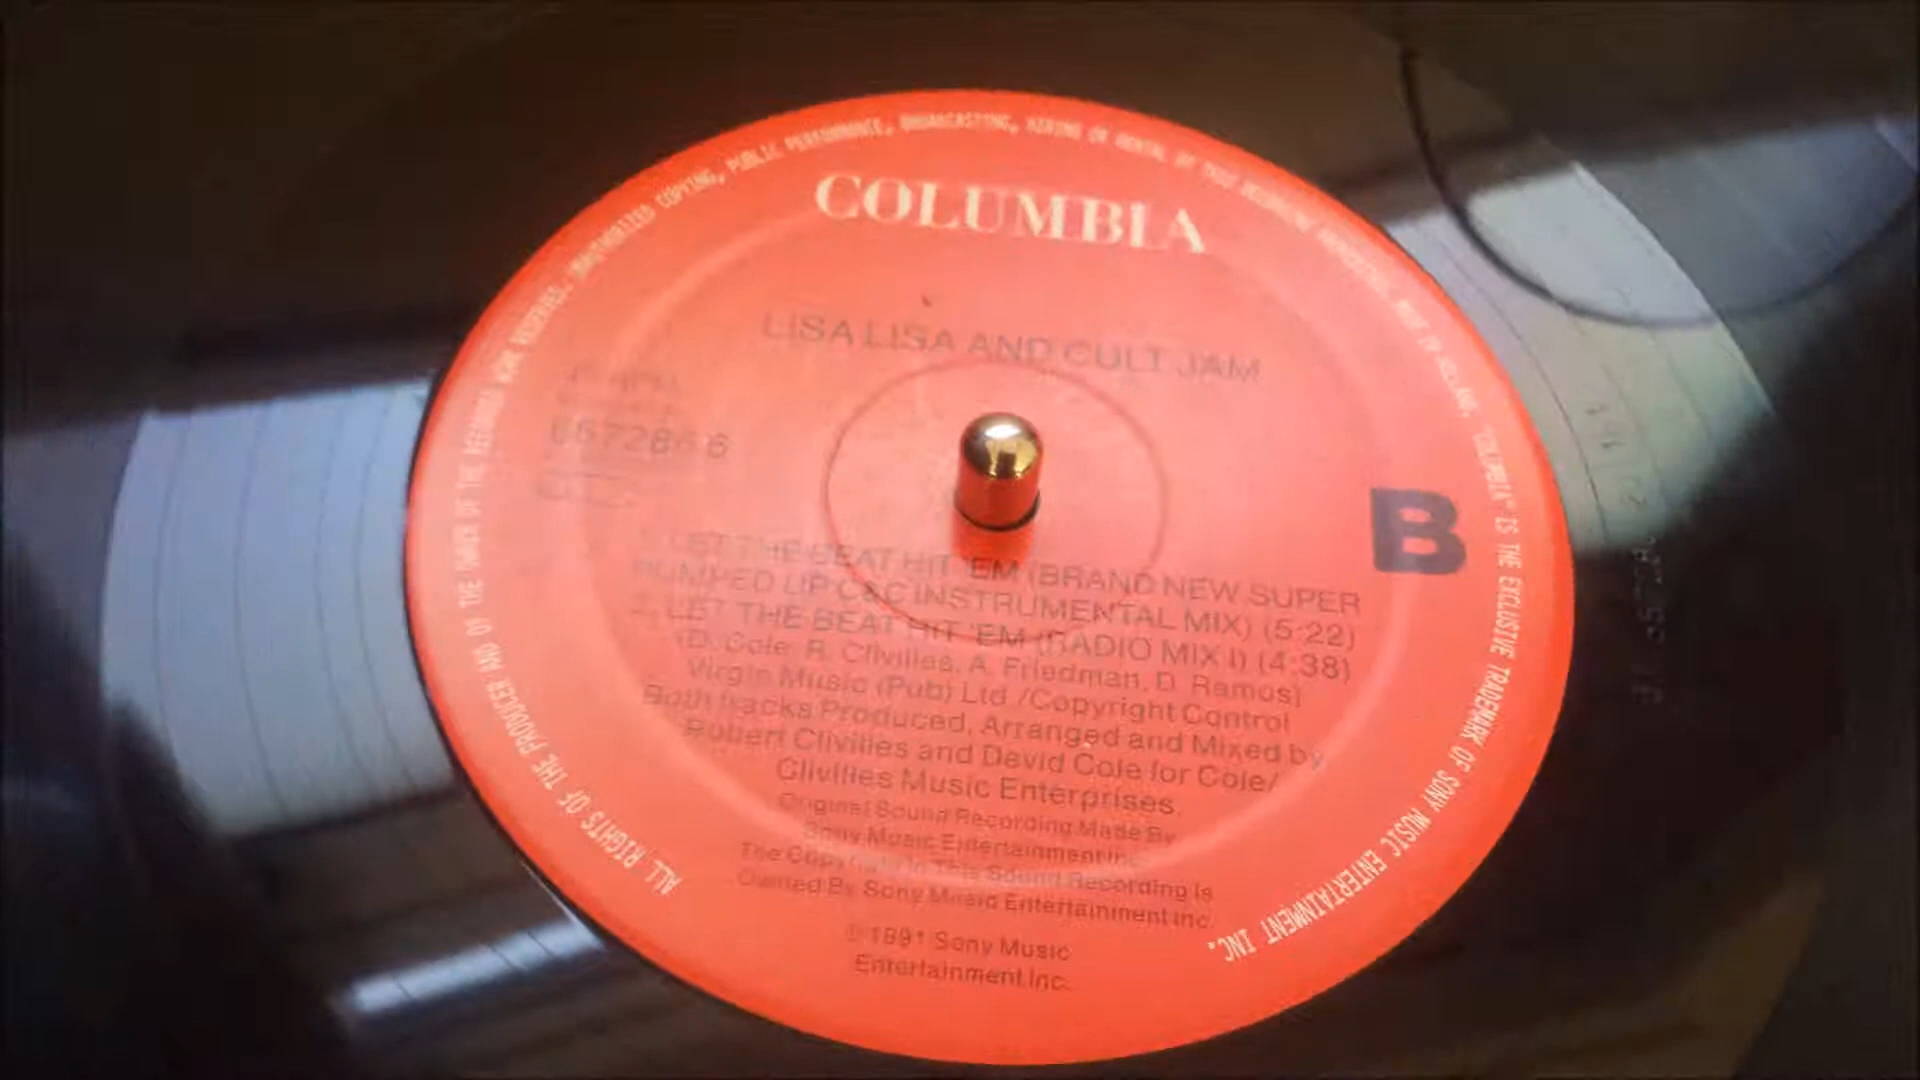 COLUMBIA
LISA LISA AND CULT JAM
657286 6
B
1. LET THE BEAT HIT 'EM (BRAND NEW SUPER
PUMPED UP C&C INSTRUMENTAL MIX) (5:22)
2. LET THE BEAT HIT 'EM (RADIO MIX I) (4:38)
(D. Cole, R. Clivilles, A. Friedman, D. Ramos)
Virgin Music (Pub) Ltd./Copyright Control
Both tracks Produced, Arranged and Mixed by
Robert Clivilles and David Cole for Cole/
Clivilles Music Enterprises.
Original Sound Recording Made By
Sony Music Entertainment Inc.
The Copyright In This Sound Recording Is
Owned By Sony Music Entertainment Inc.
1991 Sony Music
Entertainment Inc.
ALL RIGHTS OF THE PRODUCER AND OF THE OWNER OF THE RECORDED WORK RESERVED. UNAUTHORIZED COPYING, PUBLIC PERFORMANCE, BROADCASTING, HIRING OR RENTAL OF THIS RECORDING PROHIBITED. "COLUMBIA" IS THE EXCLUSIVE TRADEMARK OF SONY MUSIC ENTERTAINMENT INC.